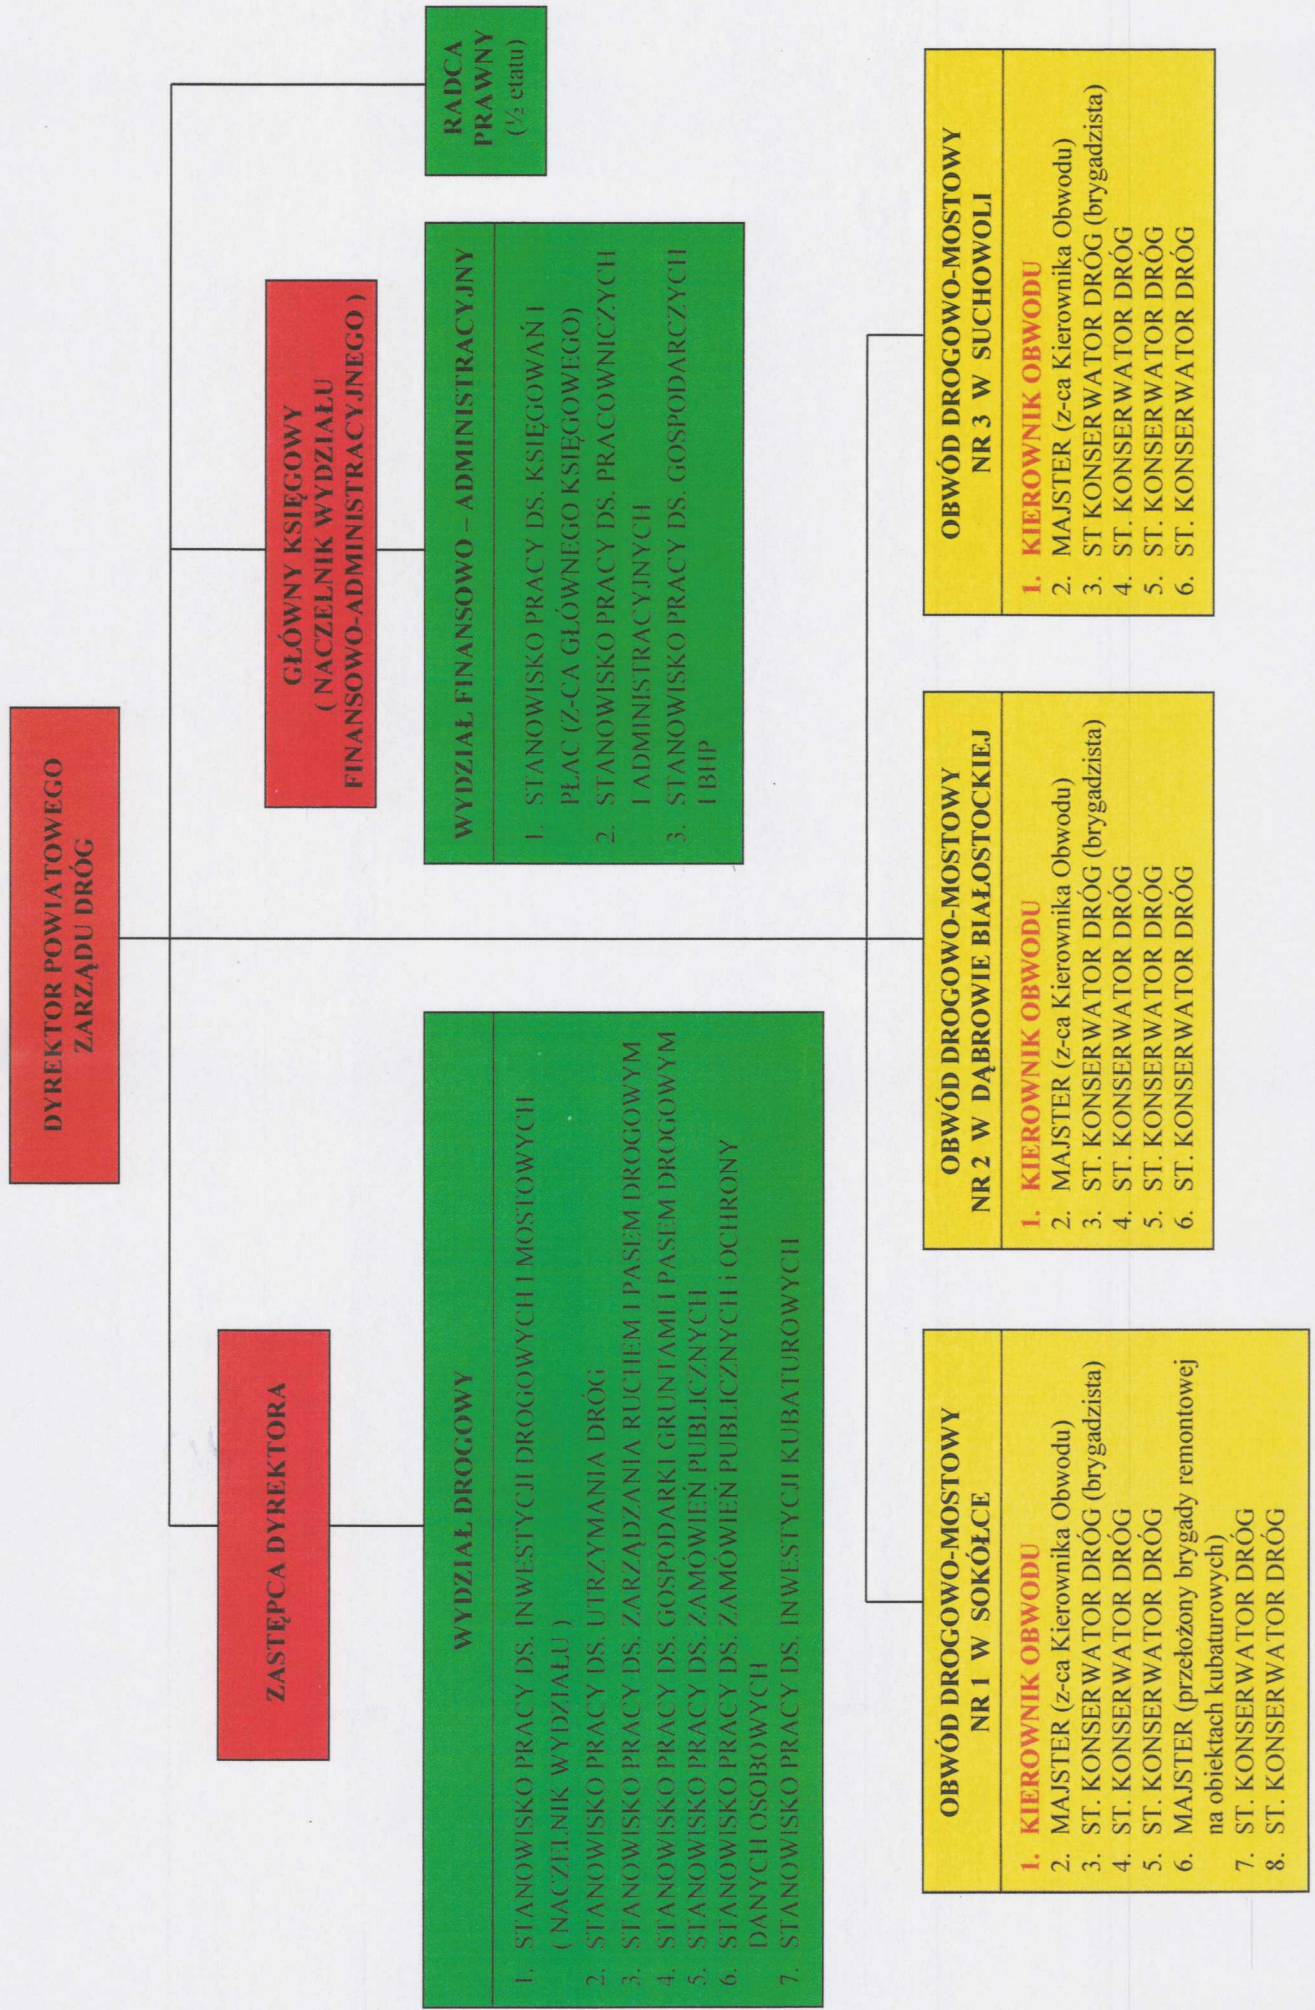 DYREKTOR POWIATOWEGO
ZARZĄDU DRÓG
ZASTĘPCA DYREKTORA
GŁÓWNY KSIĘGOWY
( NACZELNIK WYDZIAŁU
FINANSOWO-ADMINISTRACYJNEGO )
RADCA
PRAWNY
(½ etatu)
WYDZIAŁ DROGOWY
1. STANOWISKO PRACY DS. INWESTYCJI DROGOWYCH I MOSTOWYCH
( NACZELNIK WYDZIAŁU )
2. STANOWISKO PRACY DS. UTRZYMANIA DRÓG
3. STANOWISKO PRACY DS. ZARZĄDZANIA RUCHEM I PASEM DROGOWYM
4. STANOWISKO PRACY DS. GOSPODARKI GRUNTAMI I PASEM DROGOWYM
5. STANOWISKO PRACY DS. ZAMÓWIEŃ PUBLICZNYCH
6. STANOWISKO PRACY DS. ZAMÓWIEŃ PUBLICZNYCH i OCHRONY
DANYCH OSOBOWYCH
7. STANOWISKO PRACY DS. INWESTYCJI KUBATUROWYCH
WYDZIAŁ FINANSOWO – ADMINISTRACYJNY
1. STANOWISKO PRACY DS. KSIĘGOWAŃ I
PŁAC (Z-CA GŁÓWNEGO KSIĘGOWEGO)
2. STANOWISKO PRACY DS. PRACOWNICZYCH
I ADMINISTRACYJNYCH
3. STANOWISKO PRACY DS. GOSPODARCZYCH
I BHP
OBWÓD DROGOWO-MOSTOWY
NR 1 W SOKÓŁCE
1. KIEROWNIK OBWODU
2. MAJSTER (z-ca Kierownika Obwodu)
3. ST. KONSERWATOR DRÓG (brygadzista)
4. ST. KONSERWATOR DRÓG
5. ST. KONSERWATOR DRÓG
6. MAJSTER (przełożony brygady remontowej
na obiektach kubaturowych)
7. ST. KONSERWATOR DRÓG
8. ST. KONSERWATOR DRÓG
OBWÓD DROGOWO-MOSTOWY
NR 2 W DĄBROWIE BIAŁOSTOCKIEJ
1. KIEROWNIK OBWODU
2. MAJSTER (z-ca Kierownika Obwodu)
3. ST. KONSERWATOR DRÓG (brygadzista)
4. ST. KONSERWATOR DRÓG
5. ST. KONSERWATOR DRÓG
6. ST. KONSERWATOR DRÓG
OBWÓD DROGOWO-MOSTOWY
NR 3 W SUCHOWOLI
1. KIEROWNIK OBWODU
2. MAJSTER (z-ca Kierownika Obwodu)
3. ST KONSERWATOR DRÓG (brygadzista)
4. ST. KONSERWATOR DRÓG
5. ST. KONSERWATOR DRÓG
6. ST. KONSERWATOR DRÓG